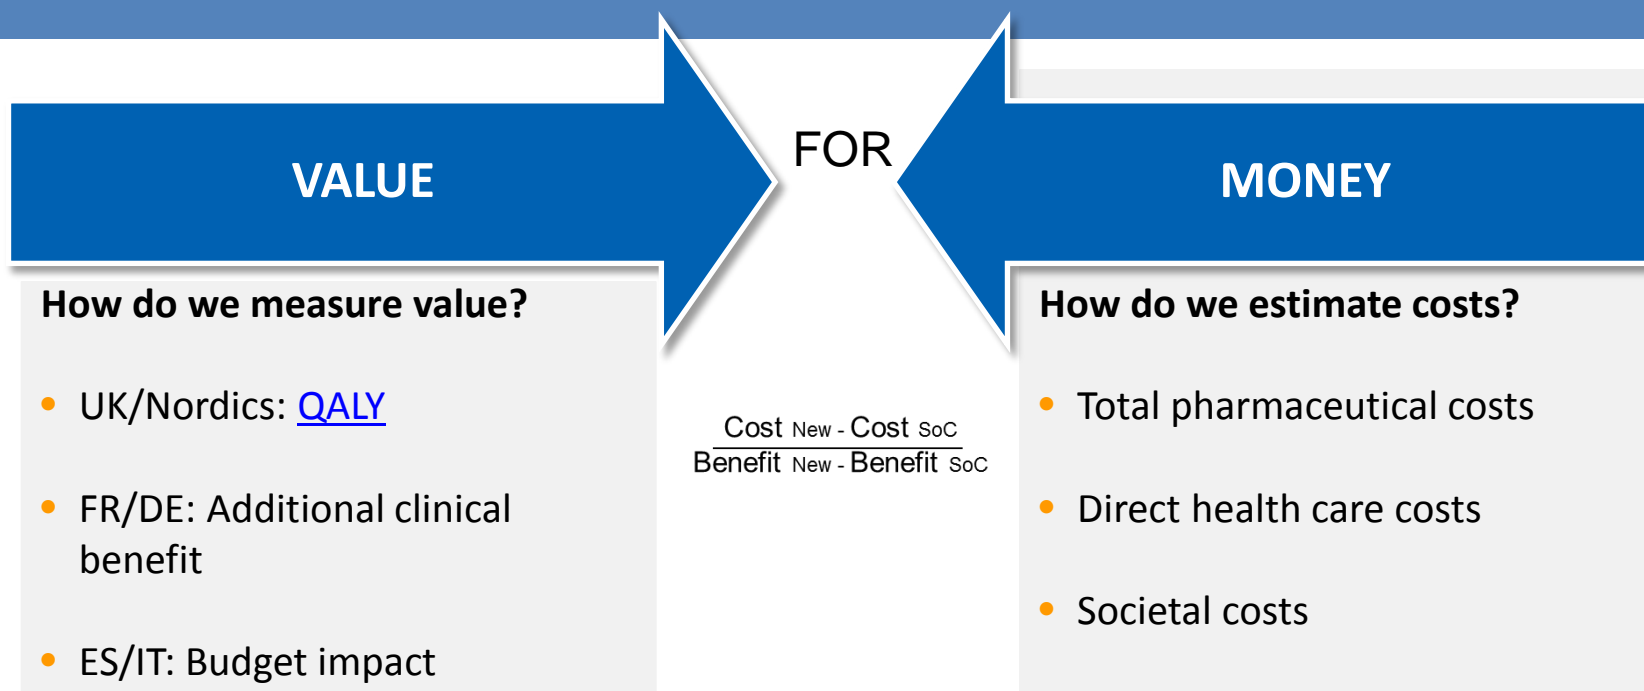 VALUE
FOR
MONEY
How do we measure value?
• UK/Nordics: QALY
• FR/DE: Additional clinical
benefit
• ES/IT: Budget impact
Cost New - Cost SoC
Benefit New - Benefit SoC
How do we estimate costs?
• Total pharmaceutical costs
• Direct health care costs
• Societal costs